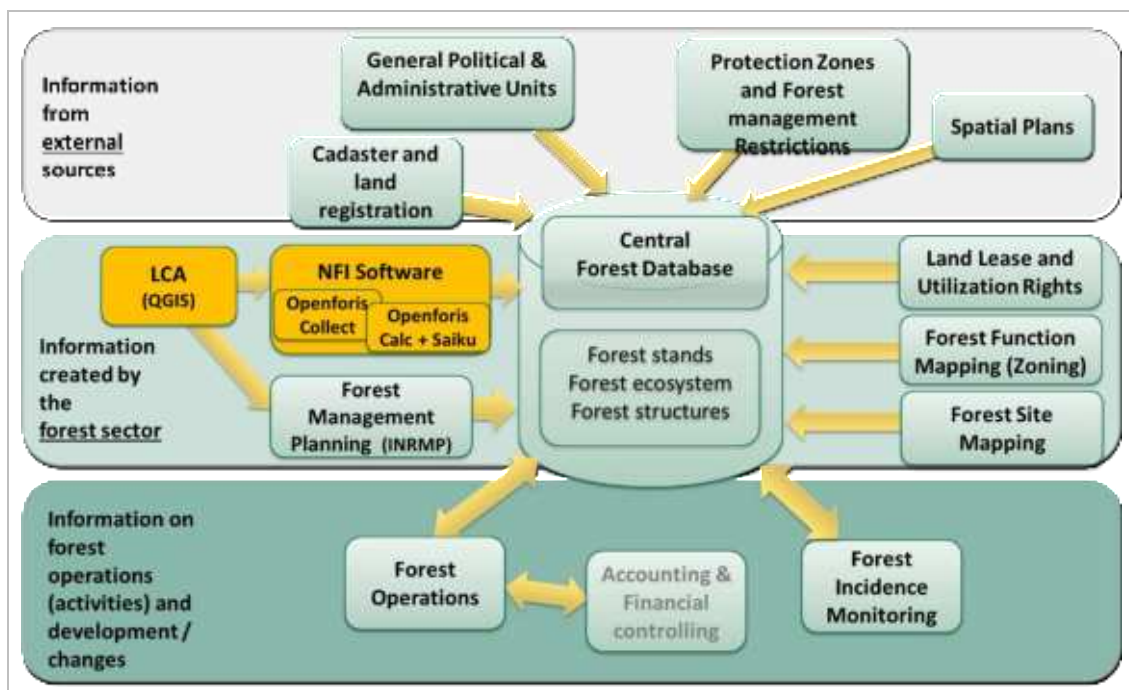 Information
from
external
sources
General Political &
Administrative Units
Protection Zones
and Forest
management
Restrictions
Spatial Plans
Cadaster and
land
registration
Central
Forest Database
LCA
(QGIS)
NFI Software
Openforis
Collect
Openforis
Calc + Saiku
Land Lease and
Utilization Rights
Information
created by
the
forest sector
Forest
Management
Planning (INRMP)
Forest stands
Forest ecosystem
Forest structures
Forest Function
Mapping (Zoning)
Forest Site
Mapping
Information on
forest
operations
(activities) and
development /
changes
Forest
Operations
Accounting &
Financial
controlling
Forest
Incidence
Monitoring